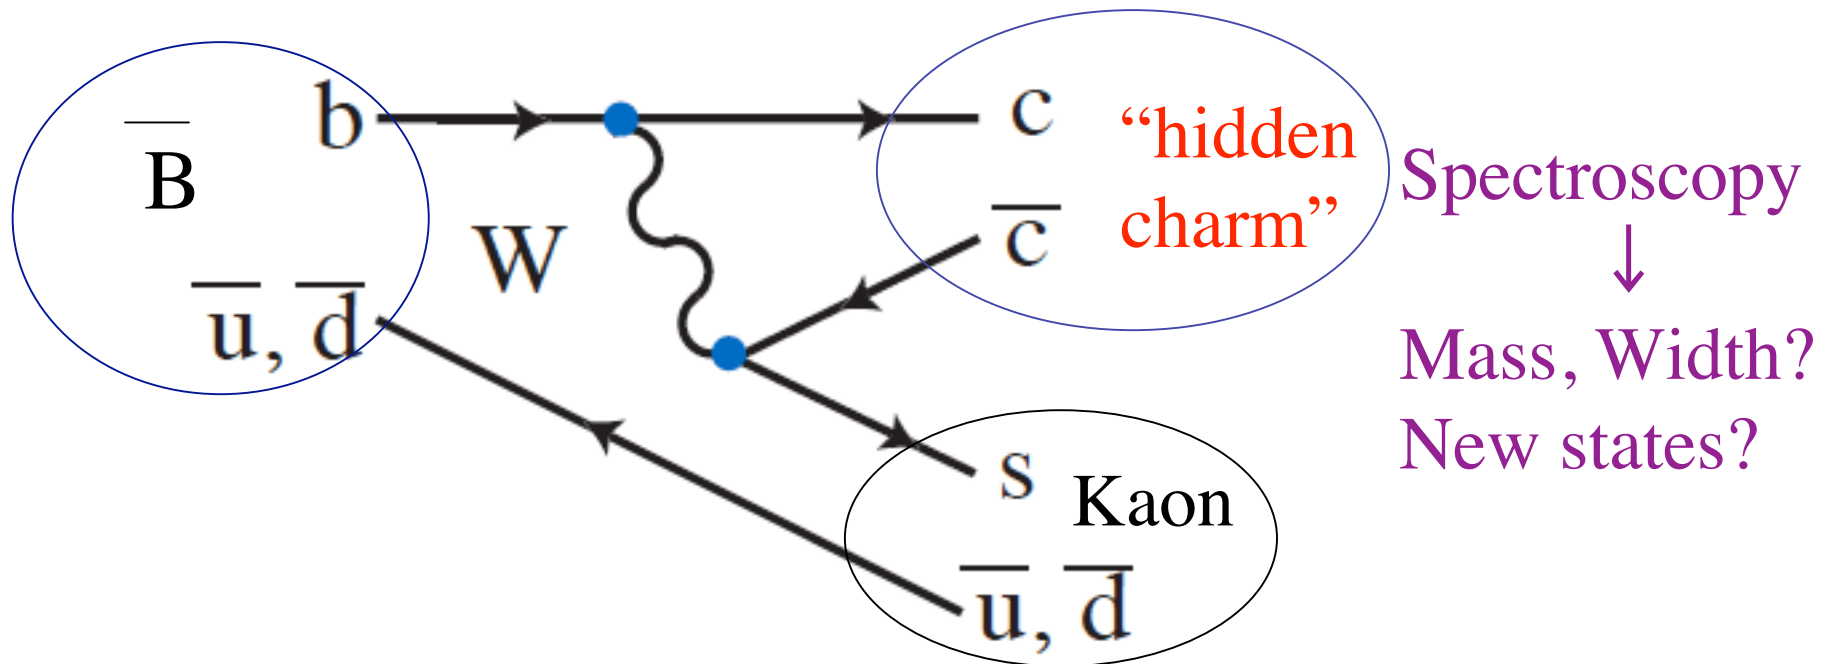 B̅
b
u̅, d̅
W
c
c̅
“hidden
charm”
s
Kaon
u̅, d̅
Spectroscopy
↓
Mass, Width?
New states?